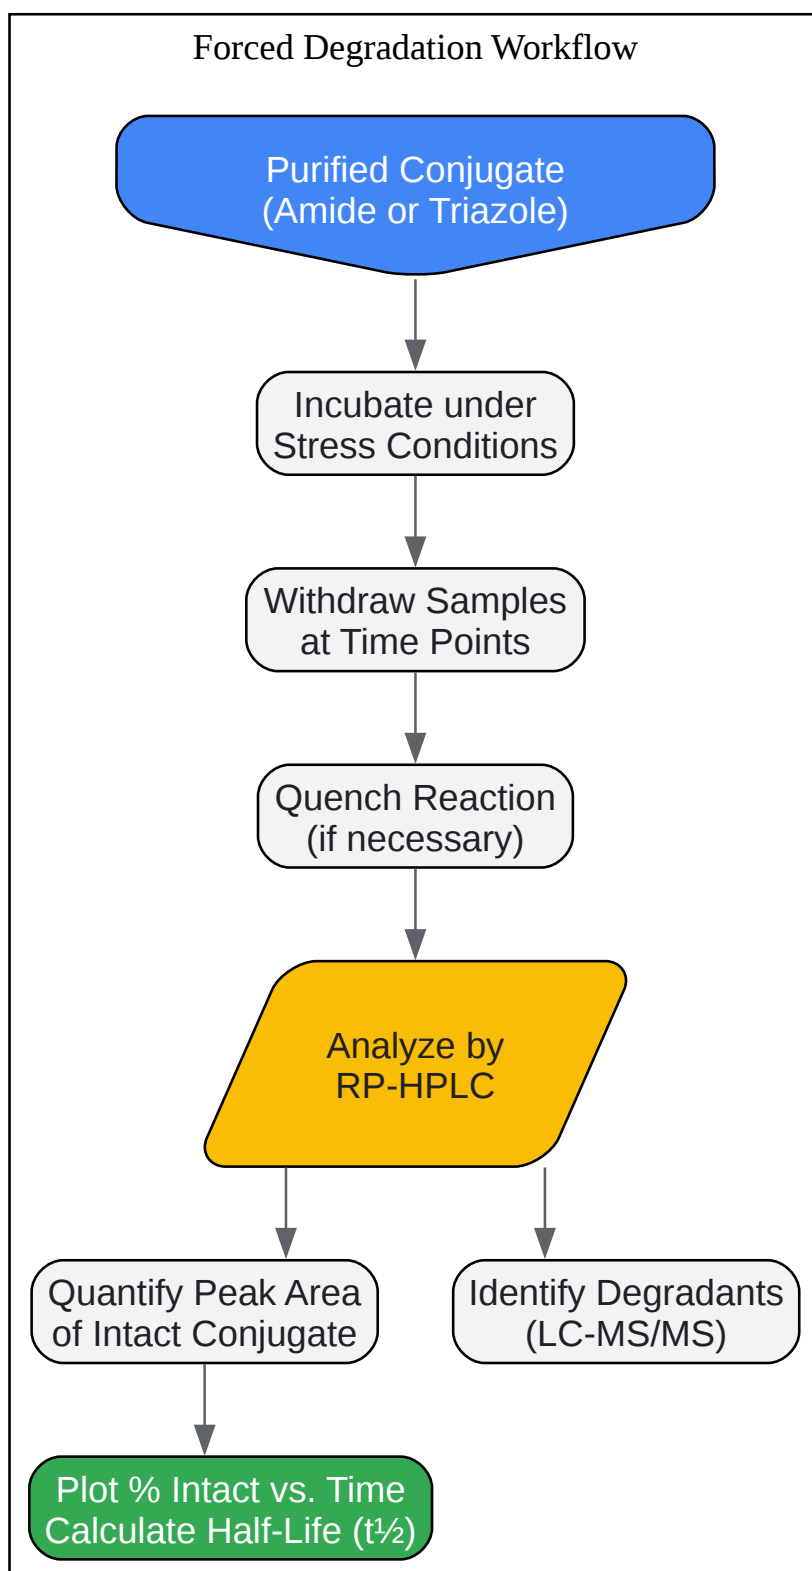 Forced Degradation Workflow
Purified Conjugate
(Amide or Triazole)
Incubate under
Stress Conditions
Withdraw Samples
at Time Points
Quench Reaction
(if necessary)
Analyze by
RP-HPLC
Quantify Peak Area
of Intact Conjugate
Identify Degradants
(LC-MS/MS)
Plot % Intact vs. Time
Calculate Half-Life (t½)